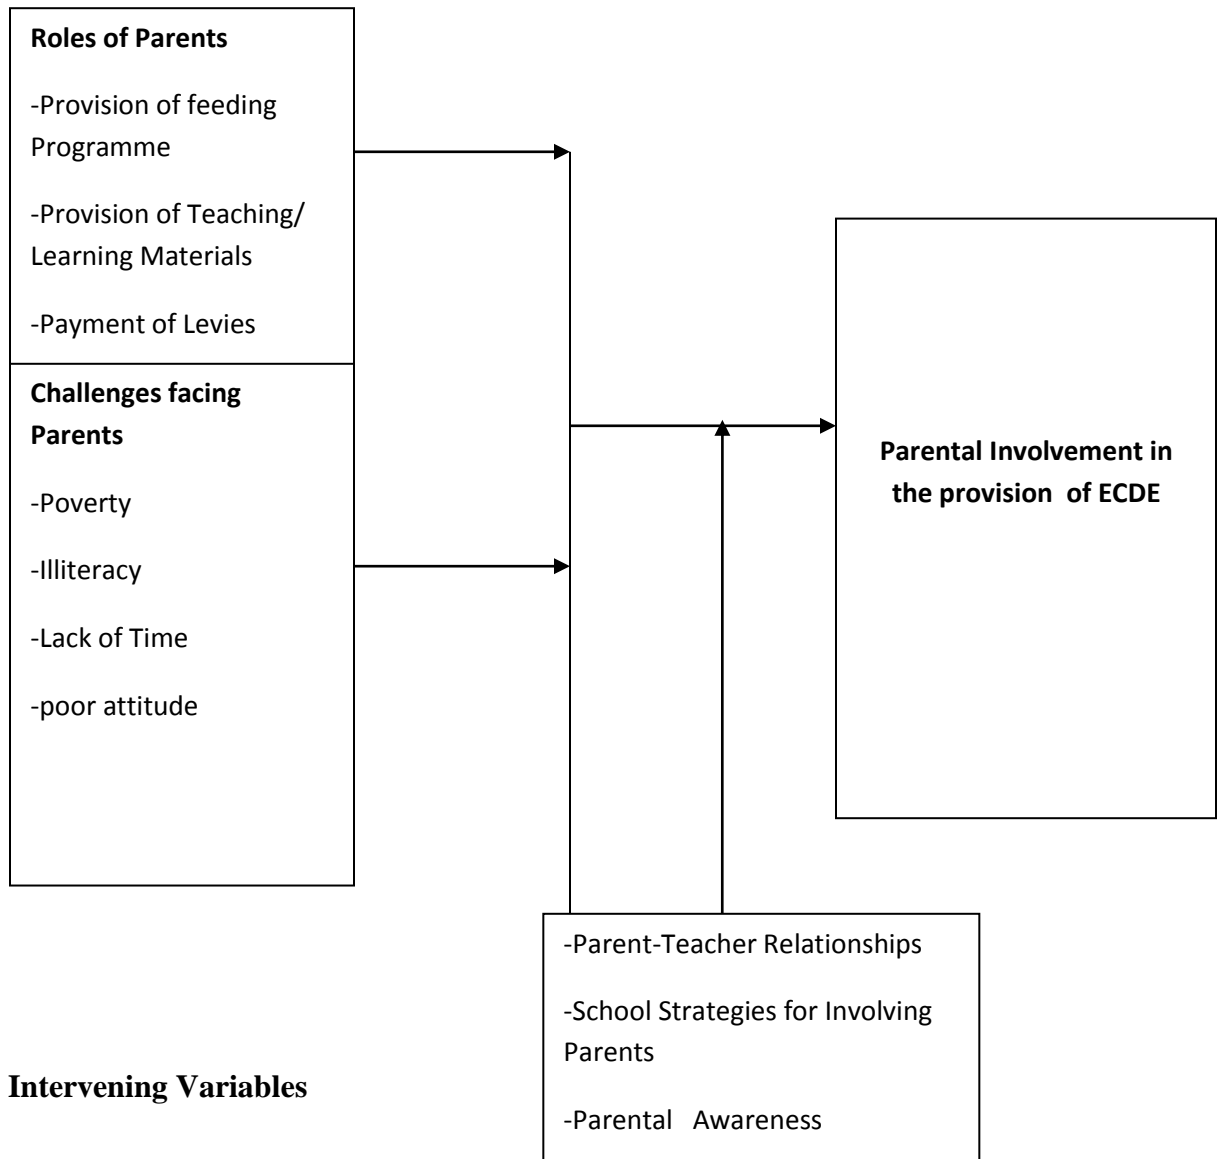 Roles of Parents
-Provision of feeding
Programme
-Provision of Teaching/
Learning Materials
-Payment of Levies
Challenges facing
Parents
-Poverty
-Illiteracy
-Lack of Time
-poor attitude
Parental Involvement in
the provision of ECDE
-Parent-Teacher Relationships
-School Strategies for Involving
Parents
-Parental Awareness
Intervening Variables